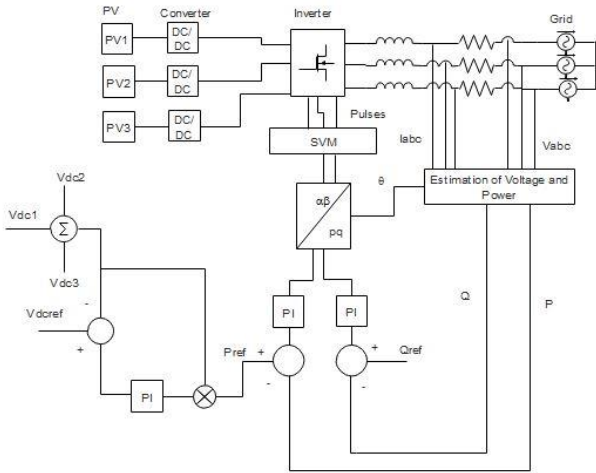 PV
Converter
Inverter
Grid
PV1
DC/
DC
PV2
DC/
DC
PV3
DC/
DC
Pulses
Iabc
Vabc
SVM
Estimation of Voltage and
Power
θ
αβ
pq
Vdc2
Vdc1
Σ
Vdc3
-
Vdcref
+
PI
Pref
+
-
PI
PI
+
Qref
-
Q
P